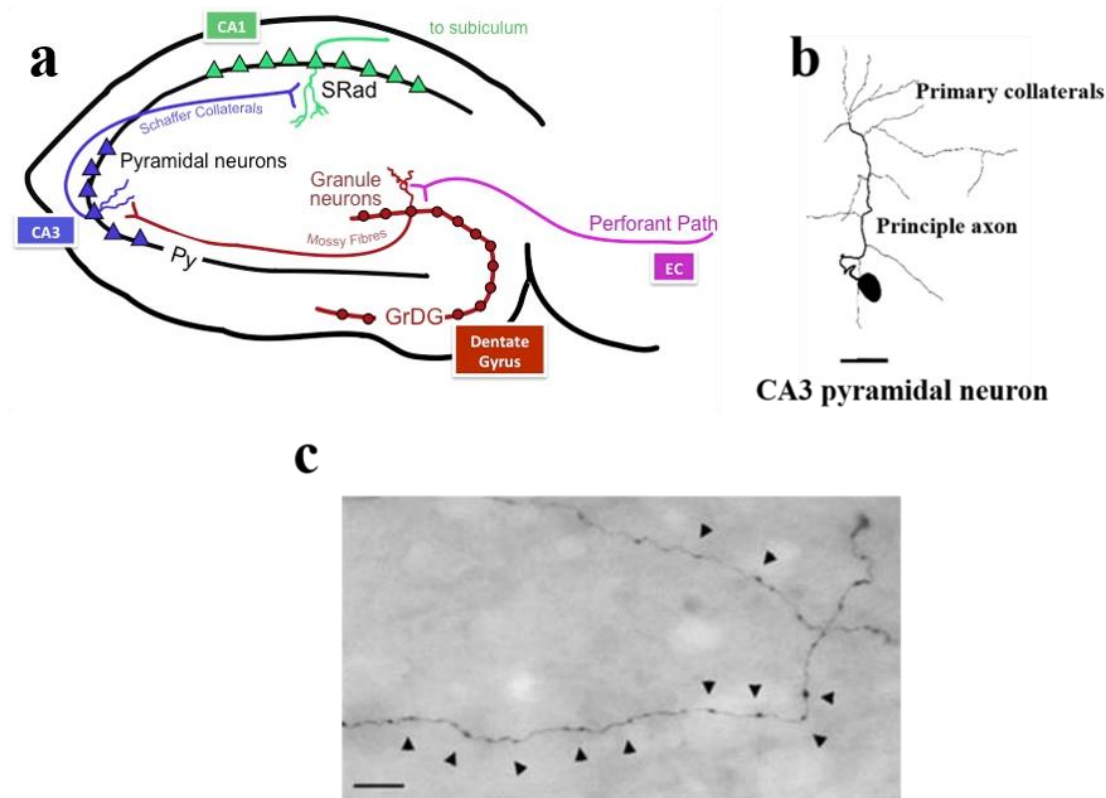 a
CA1
to subiculum
SRad
Schaffer Collaterals
Pyramidal neurons
Granule
neurons
CA3
Mossy Fibres
Perforant Path
Py
EC
GrDG
Dentate
Gyrus
b
Primary collaterals
Principle axon
CA3 pyramidal neuron
c